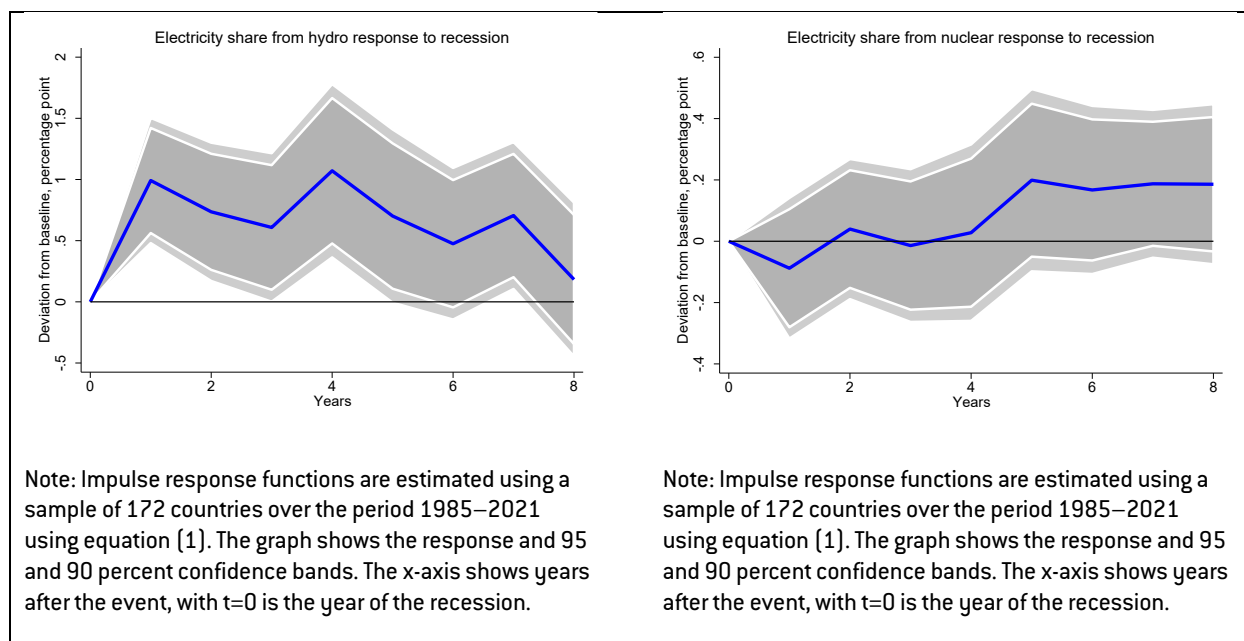 Electricity share from hydro response to recession
Deviation from baseline, percentage point
2
1.5
1
.5
0
-.5
0 2 4 6 8
Years
Note: Impulse response functions are estimated using a
sample of 172 countries over the period 1985–2021
using equation (1). The graph shows the response and 95
and 90 percent confidence bands. The x-axis shows years
after the event, with t=0 is the year of the recession.
Electricity share from nuclear response to recession
Deviation from baseline, percentage point
.6
.4
.2
0
-.2
-.4
0 2 4 6 8
Years
Note: Impulse response functions are estimated using a
sample of 172 countries over the period 1985–2021
using equation (1). The graph shows the response and 95
and 90 percent confidence bands. The x-axis shows years
after the event, with t=0 is the year of the recession.